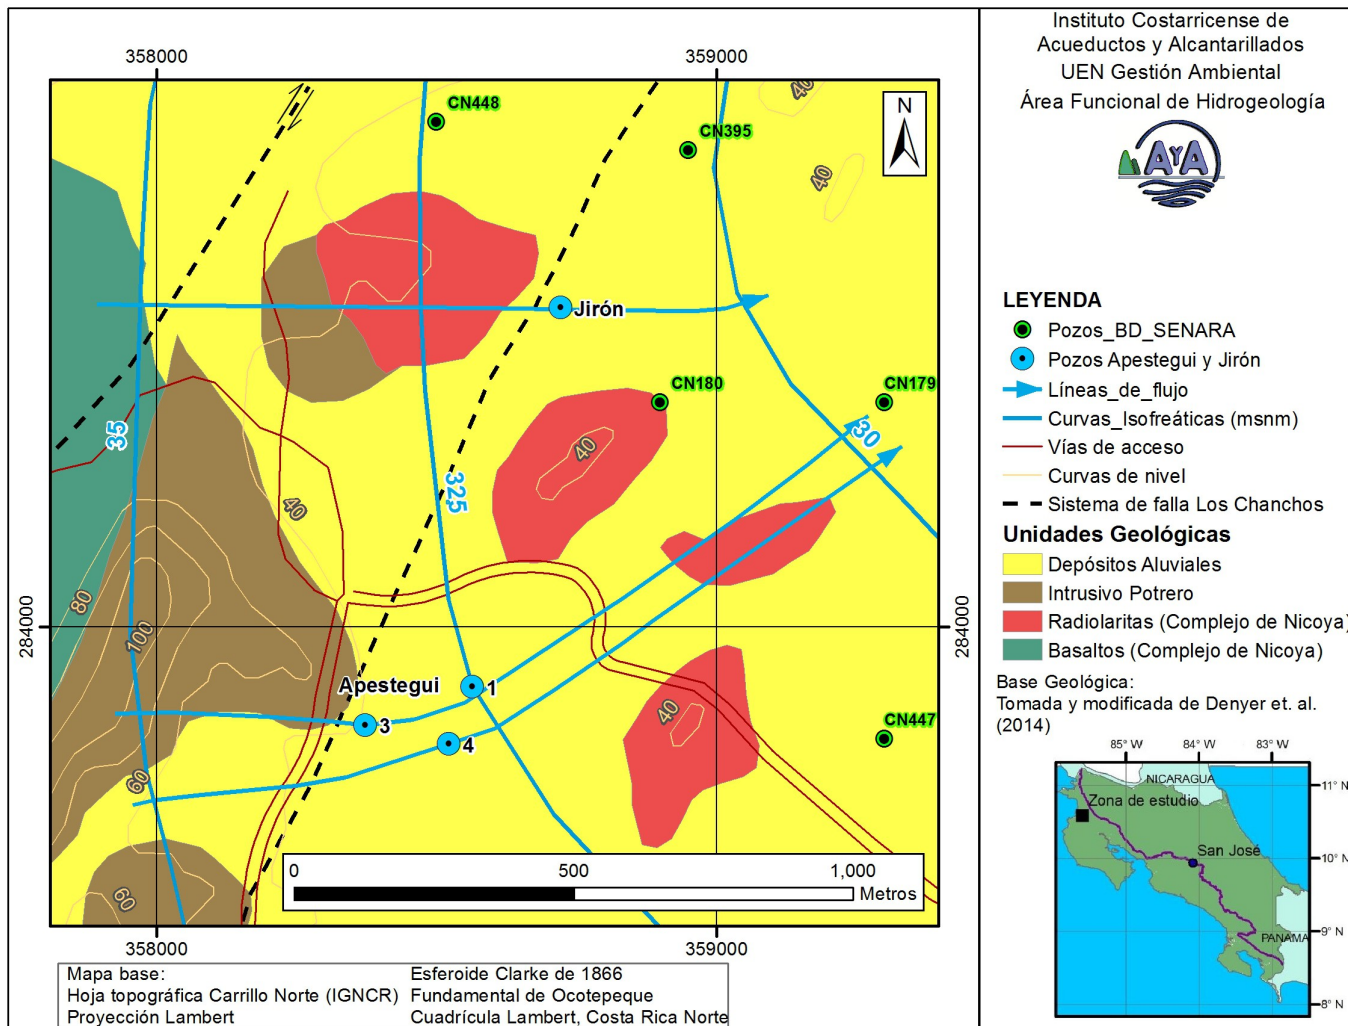 Instituto Costarricense de
Acueductos y Alcantarillados
UEN Gestión Ambiental
Área Funcional de Hidrogeología
AyA
358000
359000
N
CN448
CN395
40
40
Jirón
CN180
CN179
35
40
30
325
40
284000
284000
80
100
Apestegui
1
3
4
40
CN447
60
60
0
500
1,000
Metros
358000
359000
LEYENDA
Pozos_BD_SENARA
Pozos Apestegui y Jirón
Líneas_de_flujo
Curvas_Isofreáticas (msnm)
Vías de acceso
Curvas de nivel
Sistema de falla Los Chanchos
Unidades Geológicas
Depósitos Aluviales
Intrusivo Potrero
Radiolaritas (Complejo de Nicoya)
Basaltos (Complejo de Nicoya)
Base Geológica:
Tomada y modificada de Denyer et. al.
(2014)
85°W
84°W
83°W
NICARAGUA
11° N
Zona de estudio
San José
10° N
PANAMA
9° N
8° N
Mapa base:
Hoja topográfica Carrillo Norte (IGNCR)
Proyección Lambert
Esferoide Clarke de 1866
Fundamental de Ocotepeque
Cuadrícula Lambert, Costa Rica Norte